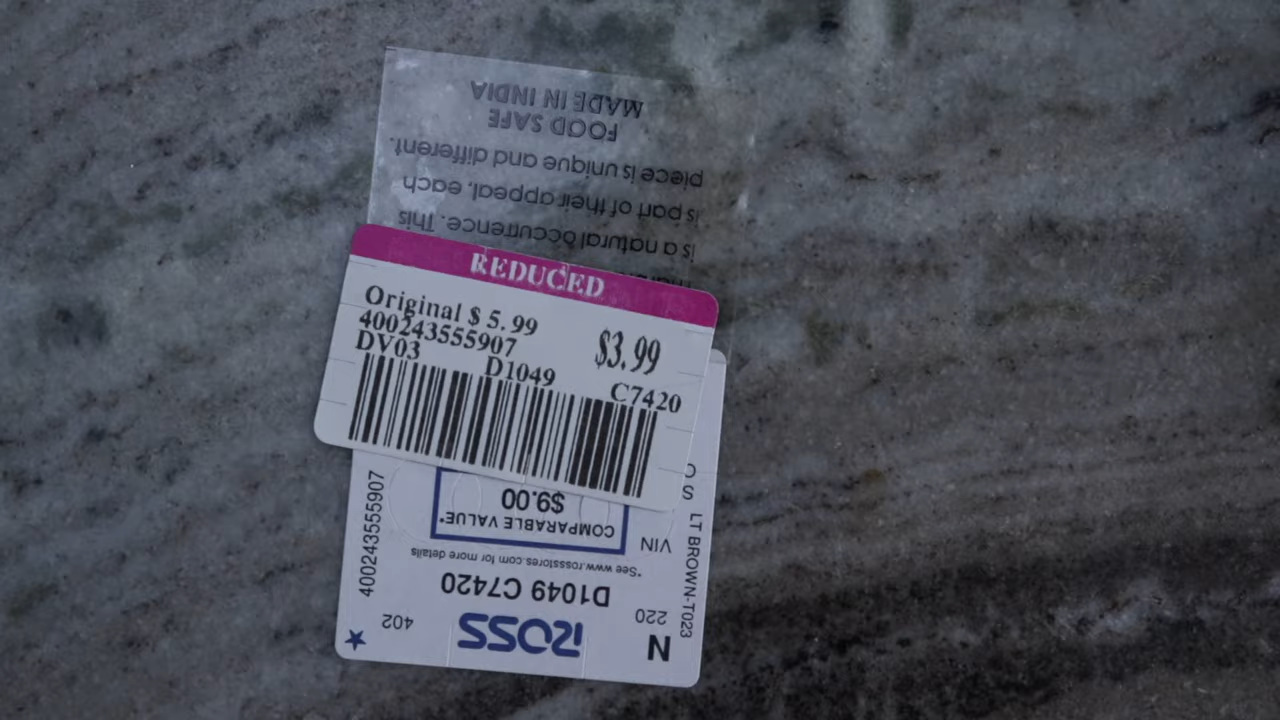 REDUCED
Original $ 5.99
400243555907
$3.99
DV03
D1049
C7420
ROSS
N
220
402
D1049 C7420
*See www.rossstores.com for more details
VIN
COMPARABLE VALUE*
$9.00
400243555907
O S LT BROWN-T023
is a natural occurrence. This
is part of their appeal, each
piece is unique and different.
FOOD SAFE
MADE IN INDIA